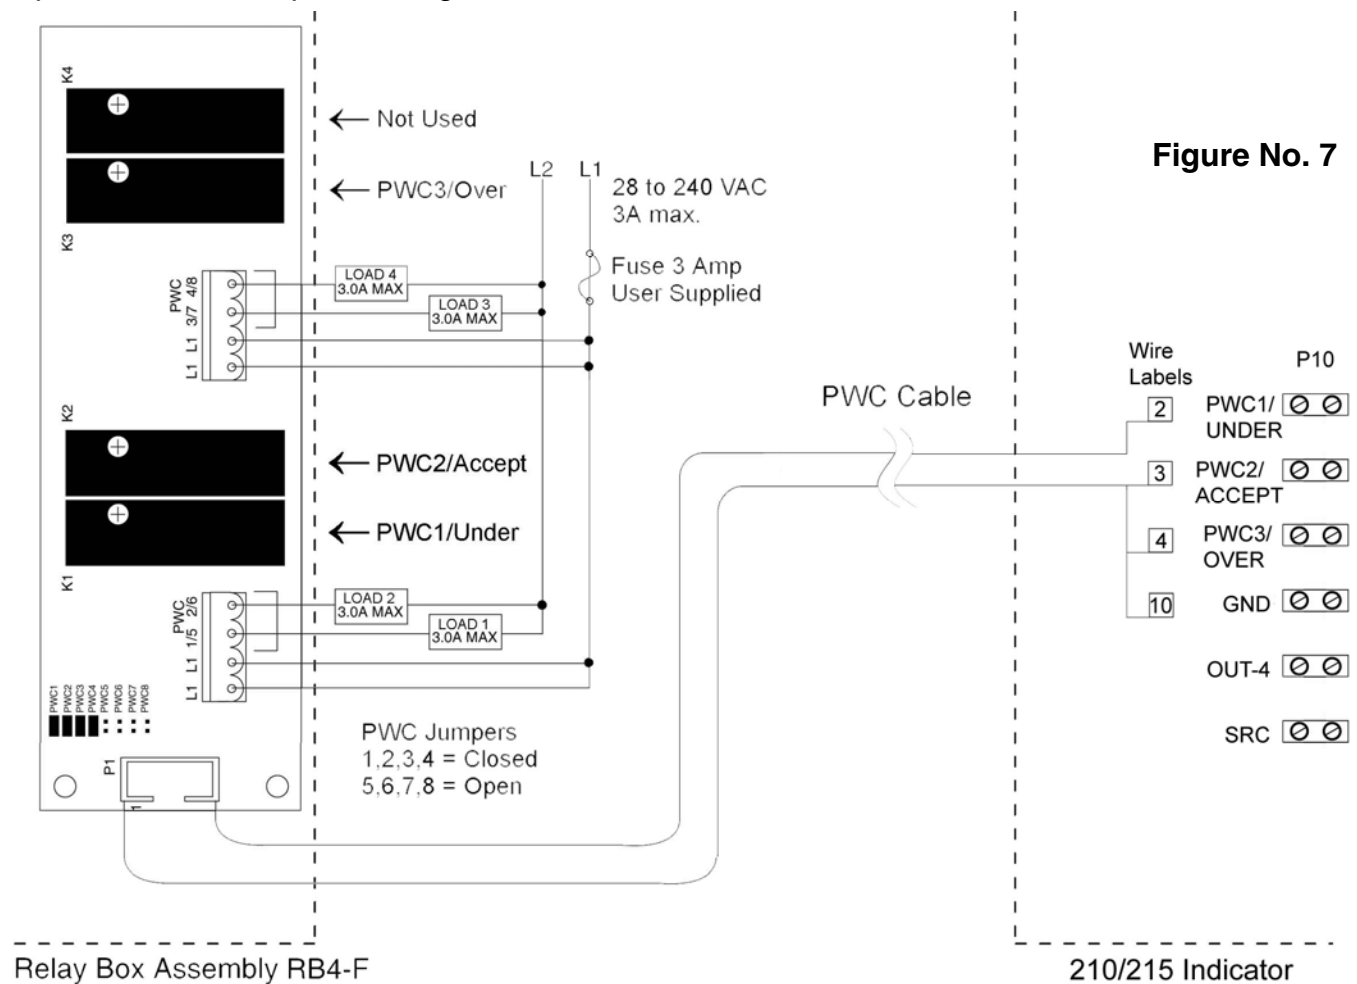 Figure No. 7
K4
Not Used
PWC3/Over
K3
L2
L1
28 to 240 VAC
3A max.
Fuse 3 Amp
User Supplied
PWC
4/8
3/7
L1
L1
LOAD 4
3.0A MAX
LOAD 3
3.0A MAX
K2
PWC2/Accept
PWC1/Under
K1
PWC
2/6
1/5
L1
L1
LOAD 2
3.0A MAX
LOAD 1
3.0A MAX
PWC1
PWC2
PWC3
PWC4
PWC5
PWC6
PWC7
PWC8
PWC Jumpers
1,2,3,4 = Closed
5,6,7,8 = Open
P1
1
PWC Cable
Wire
Labels
P10
2
PWC1/
UNDER
3
PWC2/
ACCEPT
4
PWC3/
OVER
10
GND
OUT-4
SRC
Relay Box Assembly RB4-F
210/215 Indicator